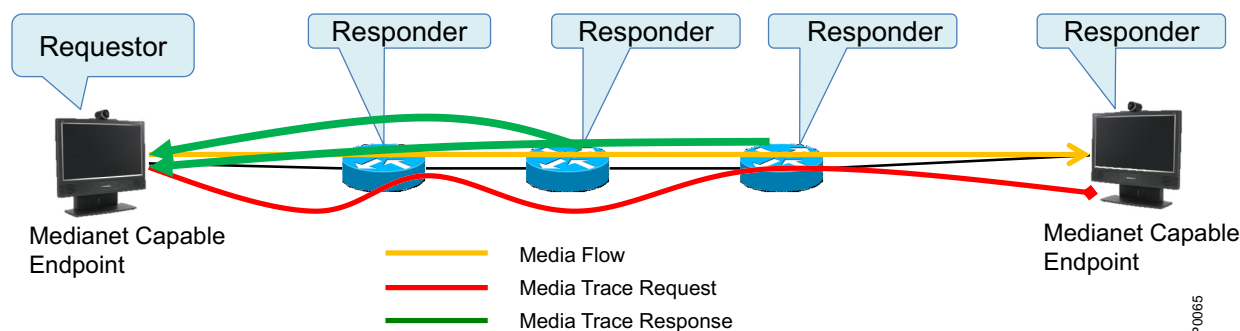 Requestor
Responder
Responder
Responder
Responder
Medianet Capable
Endpoint
Medianet Capable
Endpoint
Media Flow
Media Trace Request
Media Trace Response